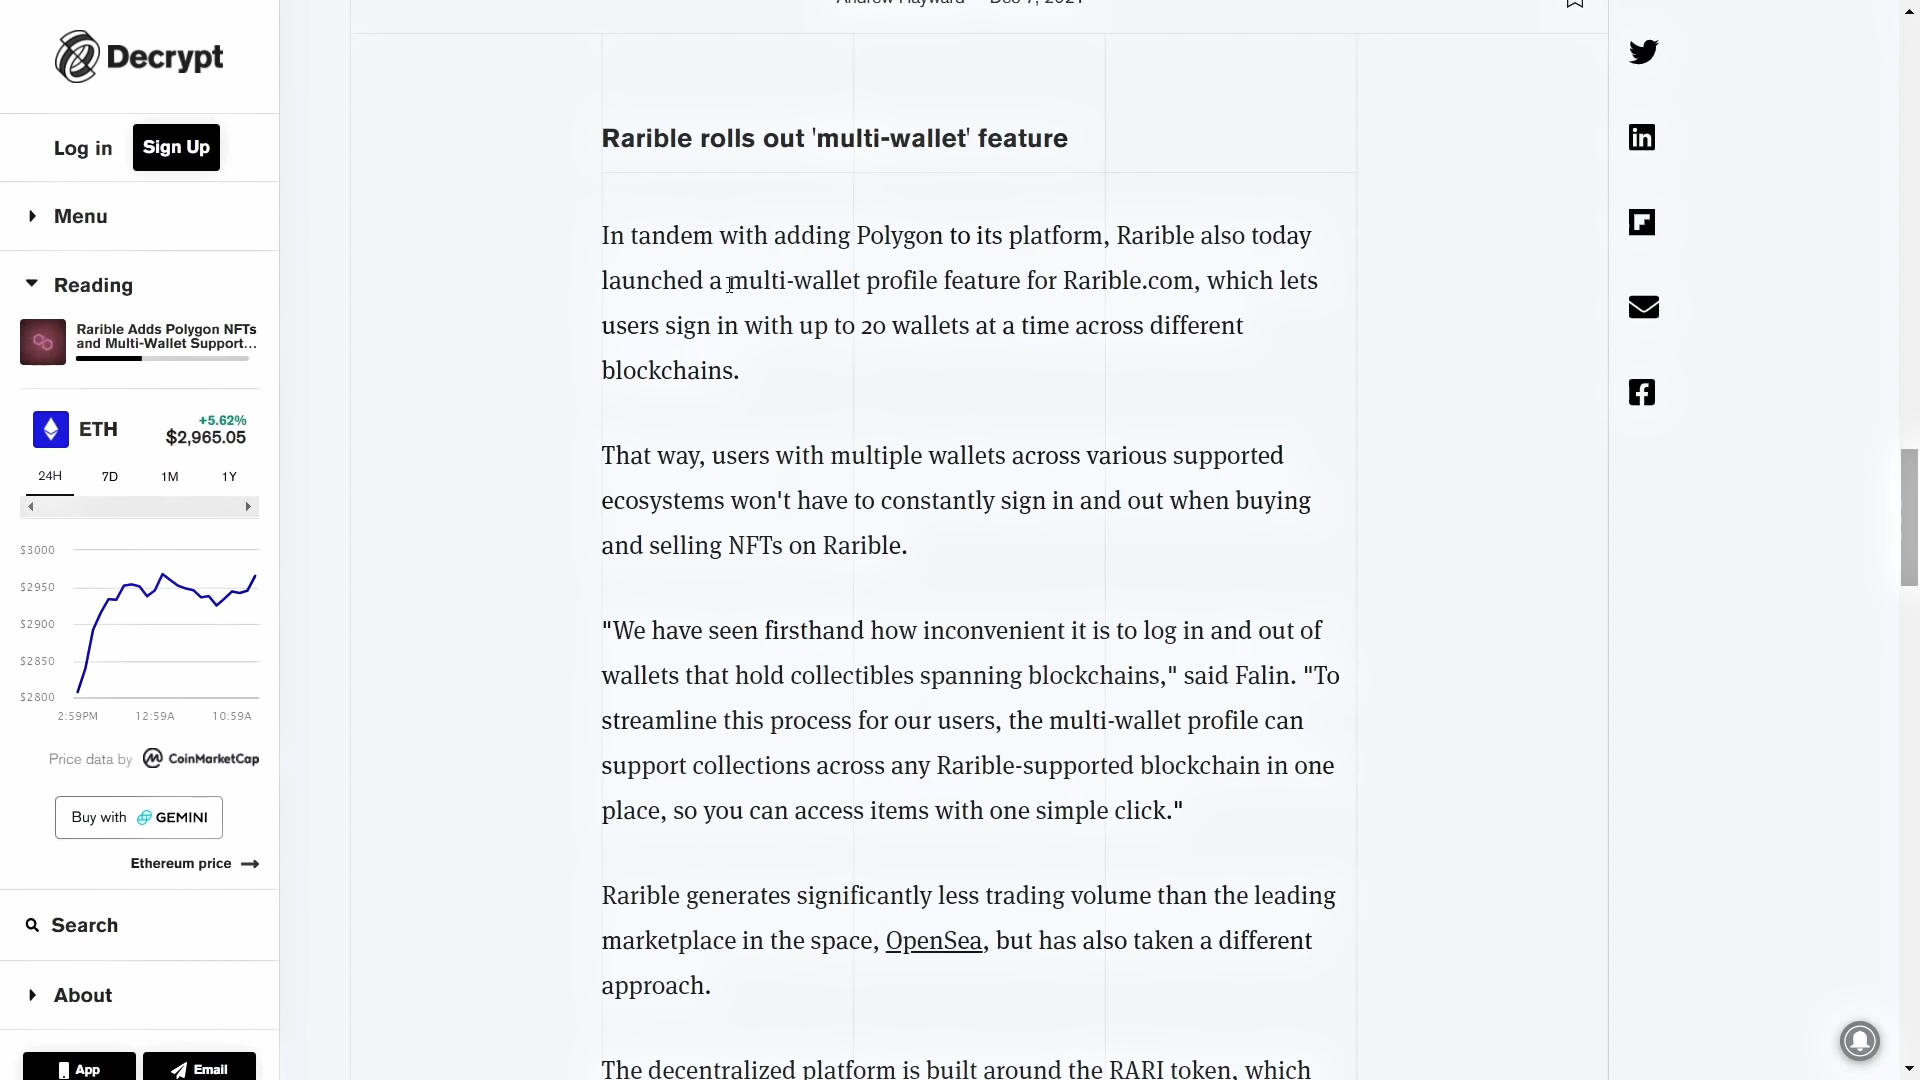 Andrew Hayward
Dec 7, 2021
Decrypt
Log in
Sign Up
Menu
Reading
Rarible Adds Polygon NFTs
and Multi-Wallet Support...
ETH
+5.62%
$2,965.05
24H
7D
1M
1Y
$3000
$2950
$2900
$2850
$2800
2:59PM
12:59A
10:59A
Price data by
CoinMarketCap
Buy with GEMINI
Ethereum price
Search
About
App
Email
Rarible rolls out 'multi-wallet' feature
In tandem with adding Polygon to its platform, Rarible also today
launched a multi-wallet profile feature for Rarible.com, which lets
users sign in with up to 20 wallets at a time across different
blockchains.
That way, users with multiple wallets across various supported
ecosystems won't have to constantly sign in and out when buying
and selling NFTs on Rarible.
"We have seen firsthand how inconvenient it is to log in and out of
wallets that hold collectibles spanning blockchains," said Falin. "To
streamline this process for our users, the multi-wallet profile can
support collections across any Rarible-supported blockchain in one
place, so you can access items with one simple click."
Rarible generates significantly less trading volume than the leading
marketplace in the space, OpenSea, but has also taken a different
approach.
The decentralized platform is built around the RARI token, which